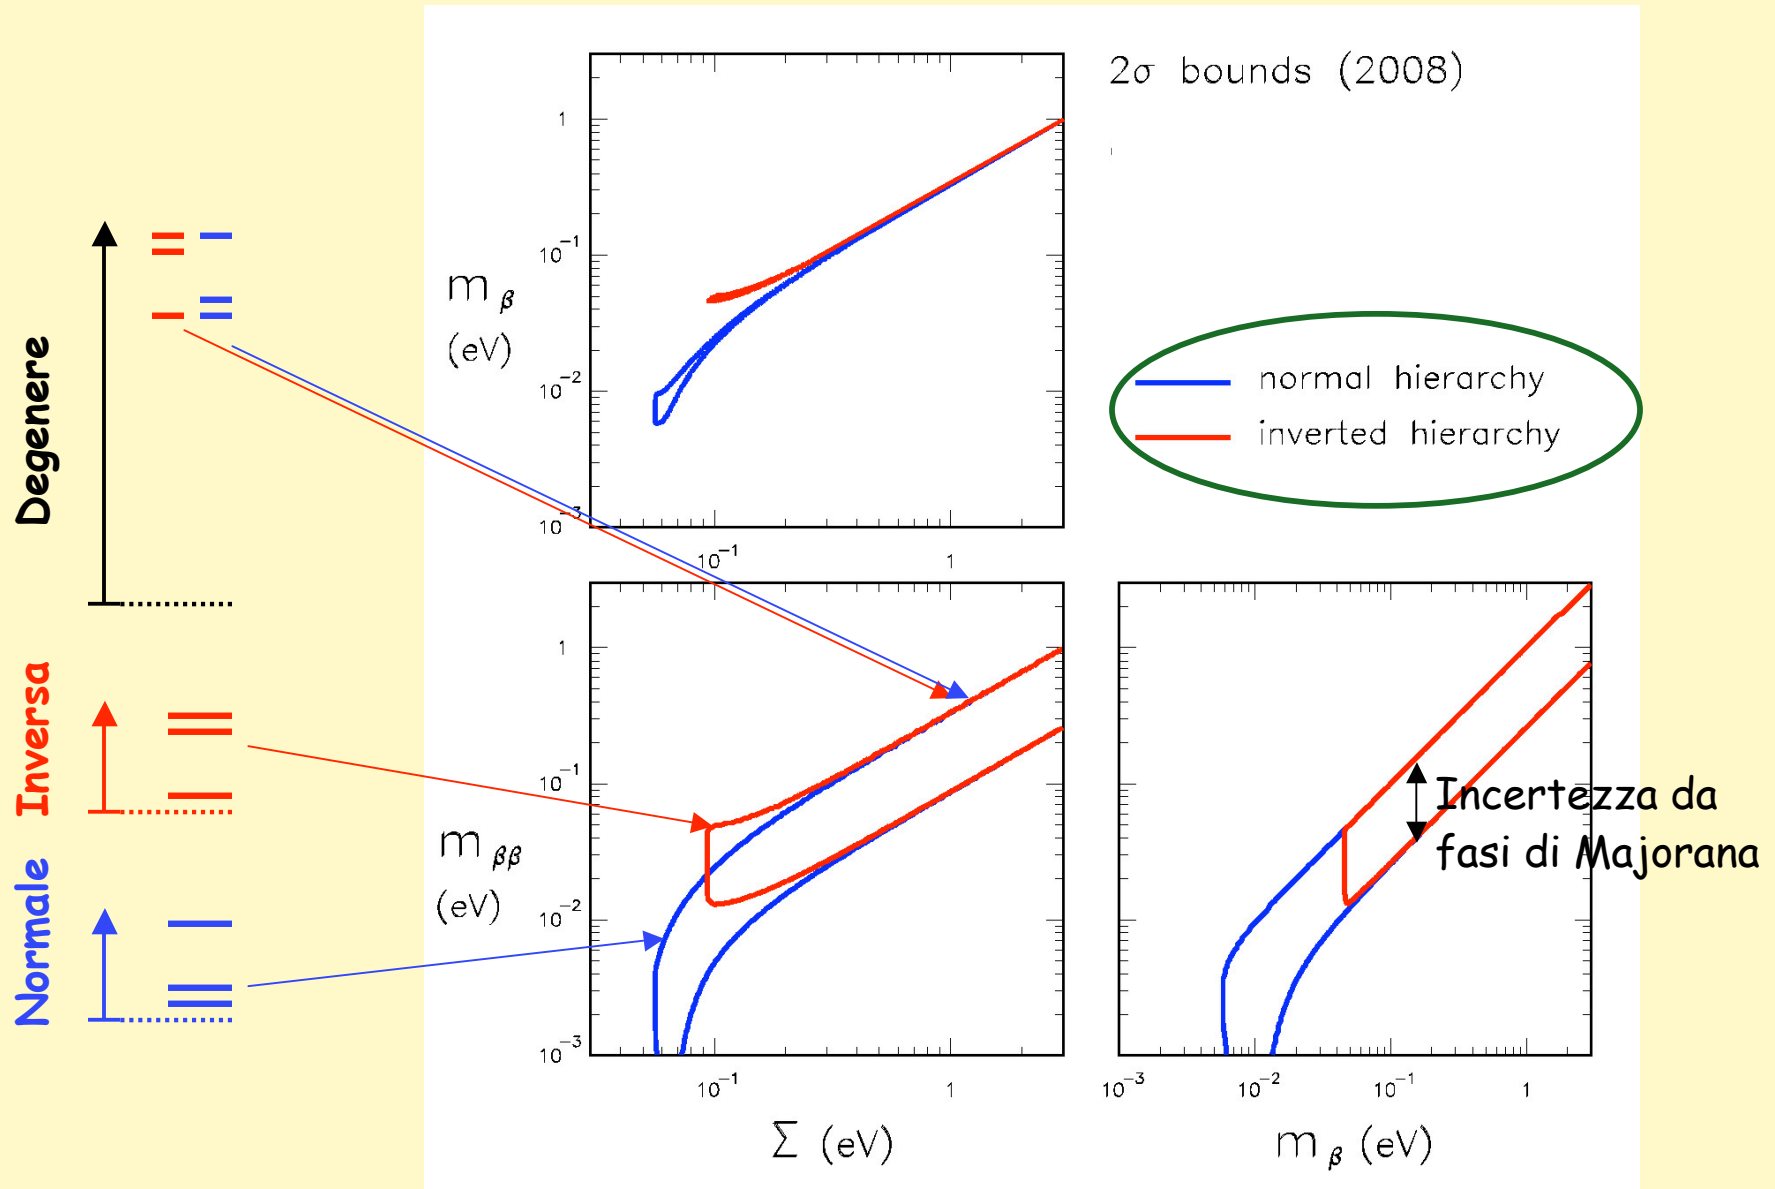 2σ bounds (2008)
1
10⁻¹
10⁻²
10⁻³
m β
(eV)
10⁻¹ 1
normal hierarchy
inverted hierarchy
Degenere
Inversa
Normale
1
10⁻¹
10⁻²
10⁻³
m ββ
(eV)
10⁻¹ 1
Σ (eV)
Incertezza da
fasi di Majorana
10⁻³ 10⁻² 10⁻¹ 1
m β (eV)